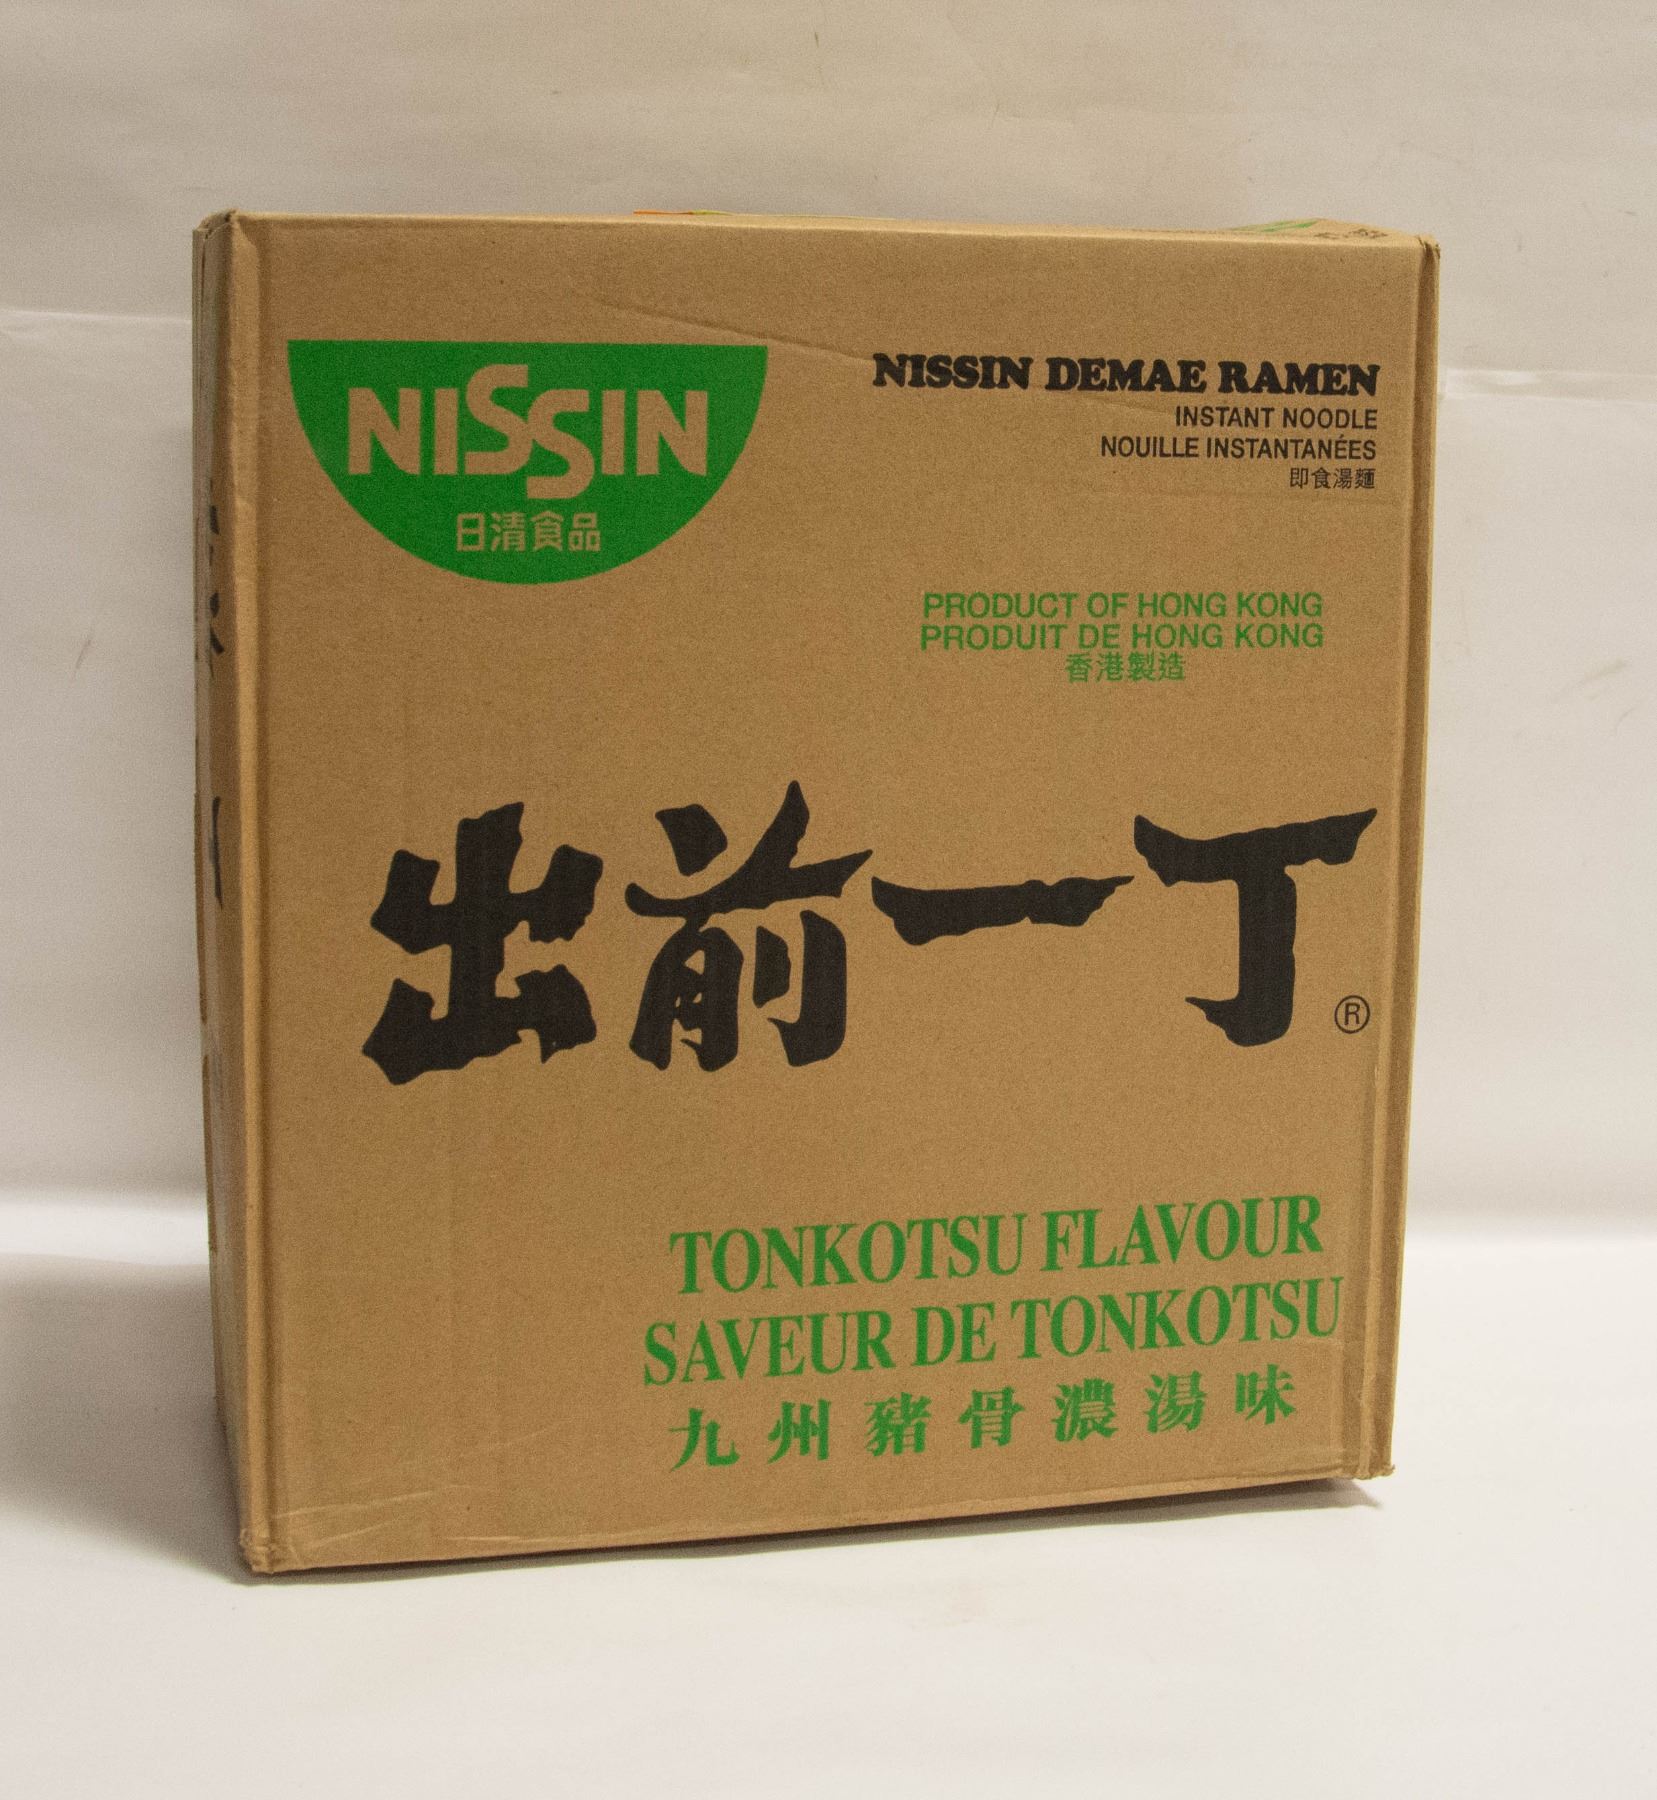 NISSIN
日清食品
NISSIN DEMAE RAMEN
INSTANT NOODLE
NOUILLE INSTANTANÉES
即食湯麵
PRODUCT OF HONG KONG
PRODUIT DE HONG KONG
香港製造
出前一丁®
TONKOTSU FLAVOUR
SAVEUR DE TONKOTSU
九州豬骨濃湯味